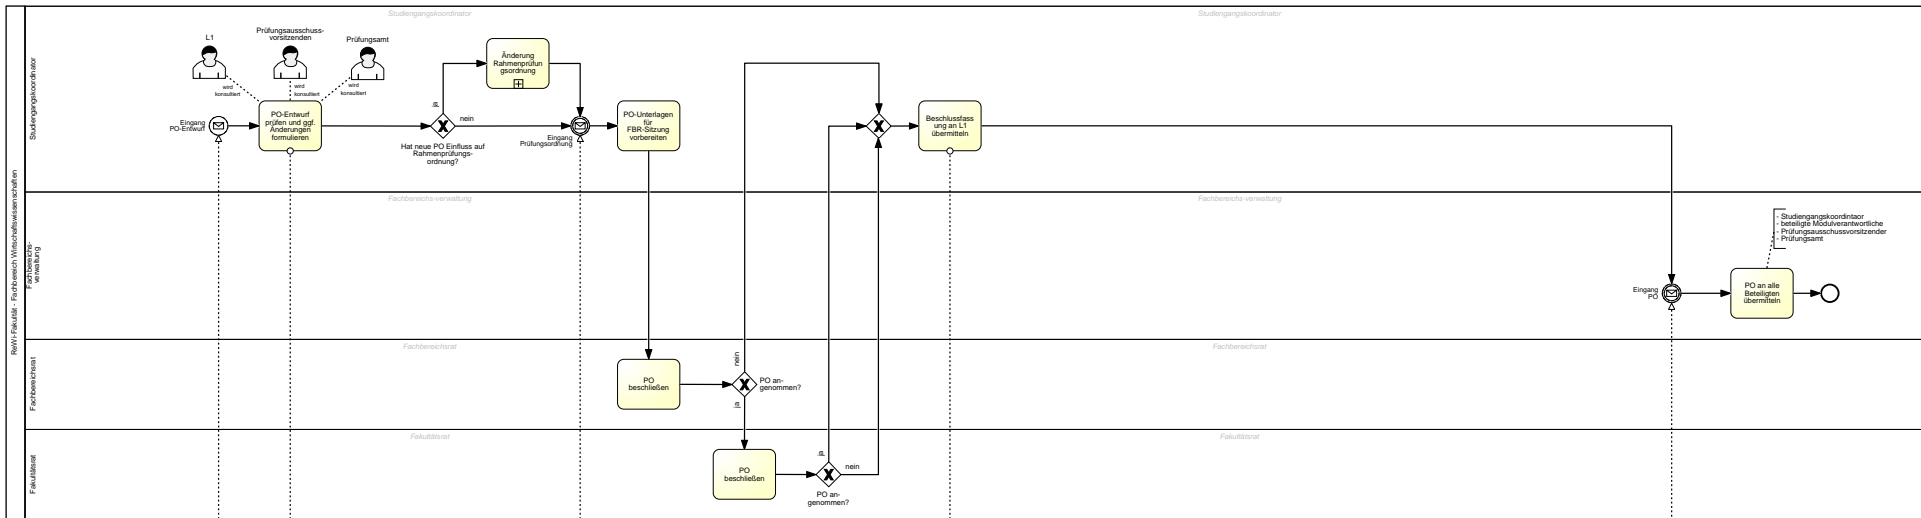 Studiengangskoordinator
Studiengangskoordinator
L1
Prüfungsausschuss-
vorsitzenden
Prüfungsamt
wird
konsultiert
wird
konsultiert
wird
konsultiert
Studiengangskoordinator
Eingang
PO-Entwurf
PO-Entwurf
prüfen und ggf.
Änderungen
formulieren
ja
nein
Hat neue PO Einfluss auf
Rahmenprüfungs-
ordnung?
Änderung
Rahmenprüfun
gsordnung
Eingang
Prüfungsordnung
PO-Unterlagen
für
FBR-Sitzung
vorbereiten
Beschlussfass
ung an L1
übermitteln
ReWi-Fakultät - Fachbereich Wirtschaftswissenschaften
Fachbereichs-verwaltung
Fachbereichs-verwaltung
Fachbereichs-
verwaltung
- Studiengangskoordintaor
- beteiligte Modulverantwortliche
- Prüfungsausschussvorsitzender
- Prüfungsamt
Eingang
PO
PO an alle
Beteiligten
übermitteln
Fachbereichsrat
Fachbereichsrat
Fachbereichsrat
PO
beschließen
nein
PO an-
genommen?
ja
Fakultätsrat
Fakultätsrat
Fakultätsrat
PO
beschließen
ja
nein
PO an-
genommen?